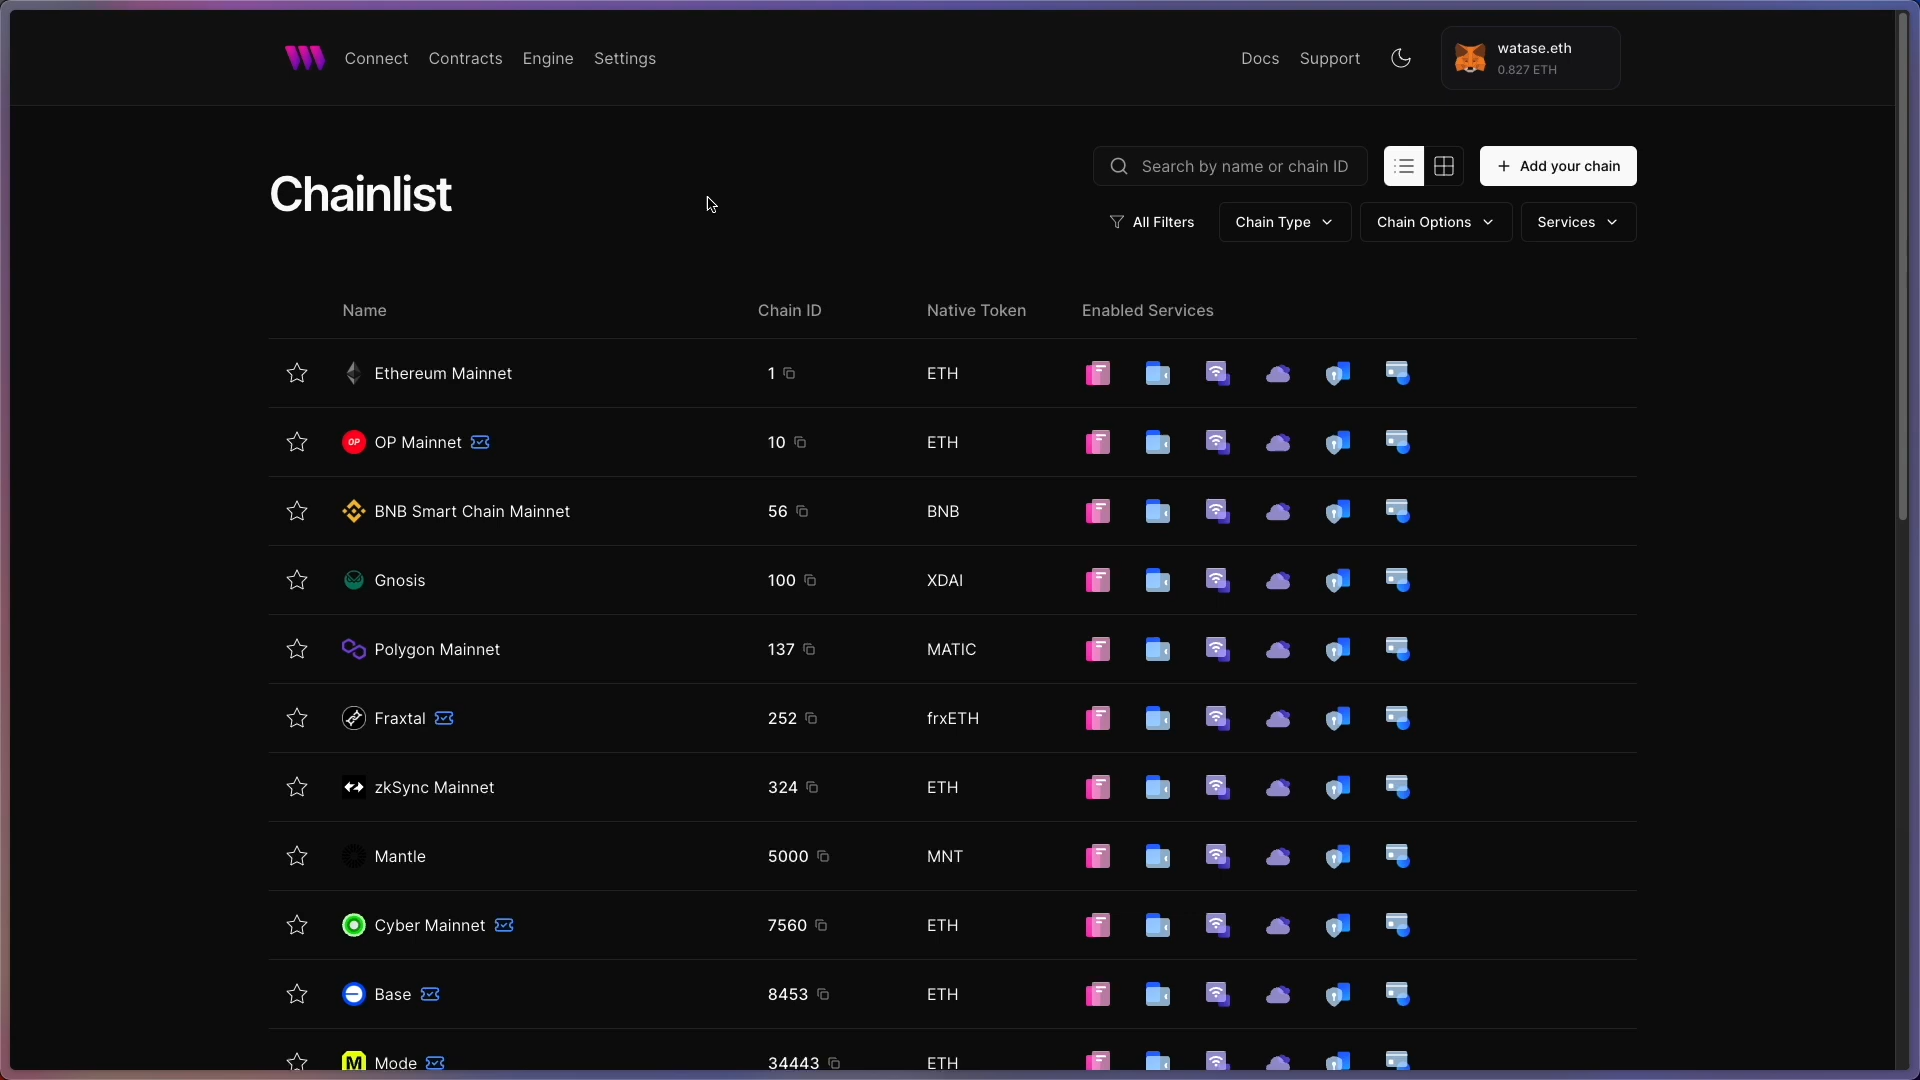 Connect Contracts Engine Settings Docs Support watase.eth
0.827 ETH
Chainlist
Search by name or chain ID
+ Add your chain
All Filters Chain Type Chain Options Services
Name Chain ID Native Token Enabled Services
Ethereum Mainnet 1 ETH
OP OP Mainnet 10 ETH
BNB Smart Chain Mainnet 56 BNB
Gnosis 100 XDAI
Polygon Mainnet 137 MATIC
Fraxtal 252 frxETH
zkSync Mainnet 324 ETH
Mantle 5000 MNT
Cyber Mainnet 7560 ETH
Base 8453 ETH
M Mode 34443 ETH